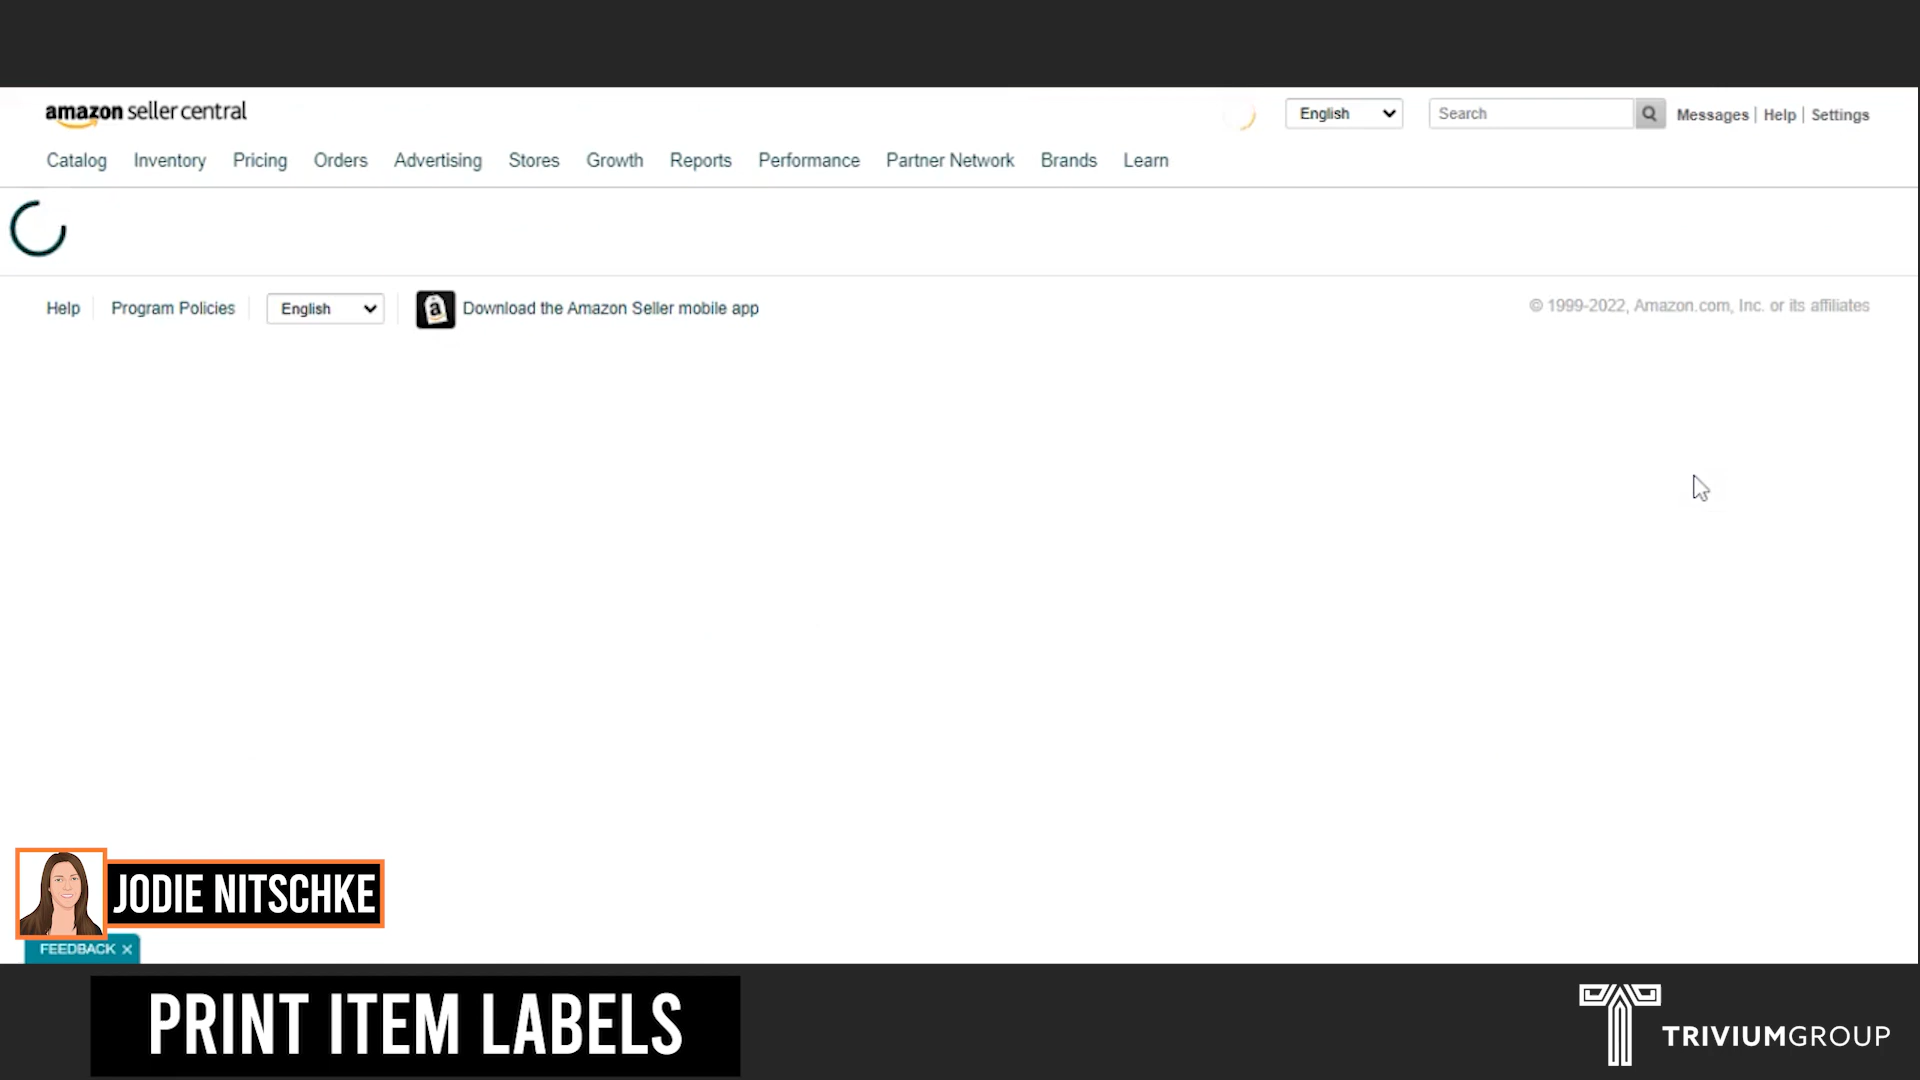 amazon seller central
English
Search
Messages | Help | Settings
Catalog Inventory Pricing Orders Advertising Stores Growth Reports Performance Partner Network Brands Learn
Help Program Policies English a Download the Amazon Seller mobile app © 1999-2022, Amazon.com, Inc. or its affiliates
JODIE NITSCHKE
FEEDBACK ×
PRINT ITEM LABELS
TRIVIUMGROUP